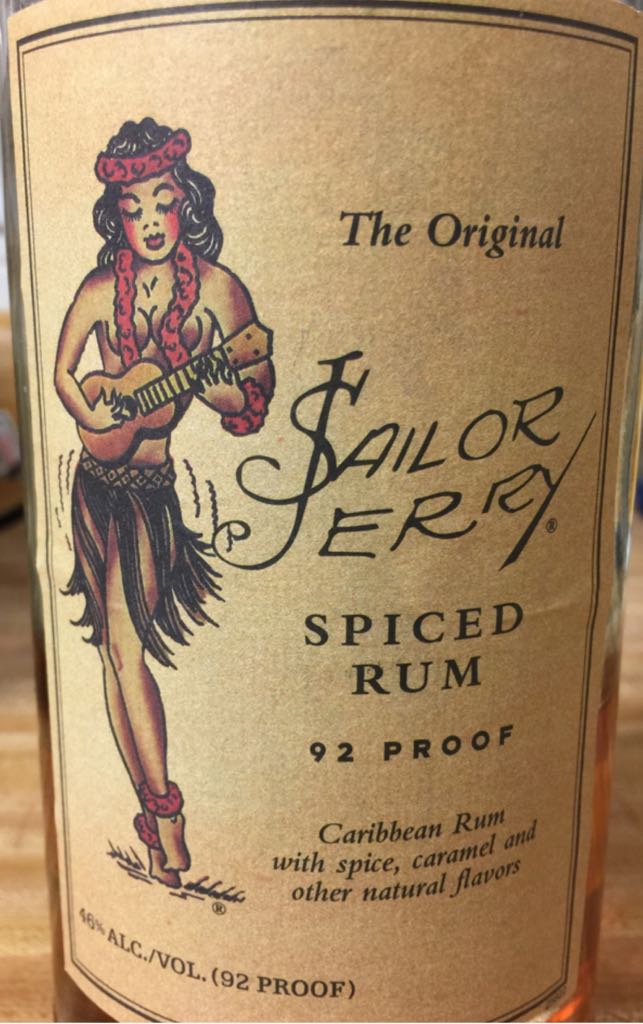 The Original
SAILOR
JERRY®
SPICED
RUM
92 PROOF
Caribbean Rum
with spice, caramel and
other natural flavors
®
46% ALC./VOL. (92 PROOF)